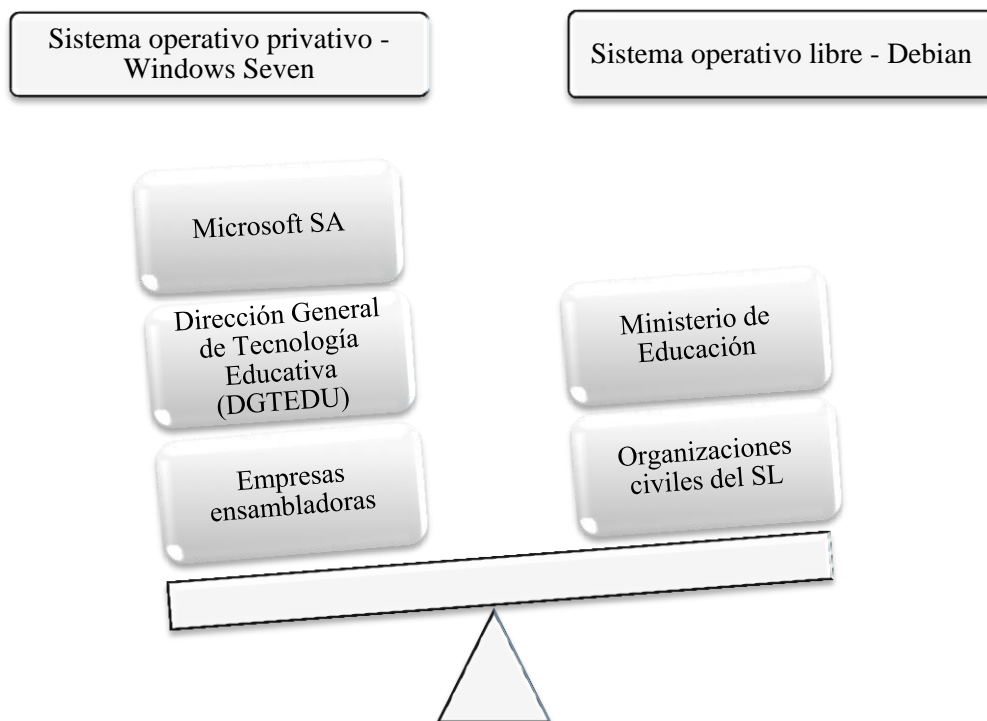 Sistema operativo privativo -
Windows Seven
Sistema operativo libre - Debian
Microsoft SA
Dirección General
de Tecnología
Educativa
(DGTEDU)
Empresas
ensambladoras
Ministerio de
Educación
Organizaciones
civiles del SL